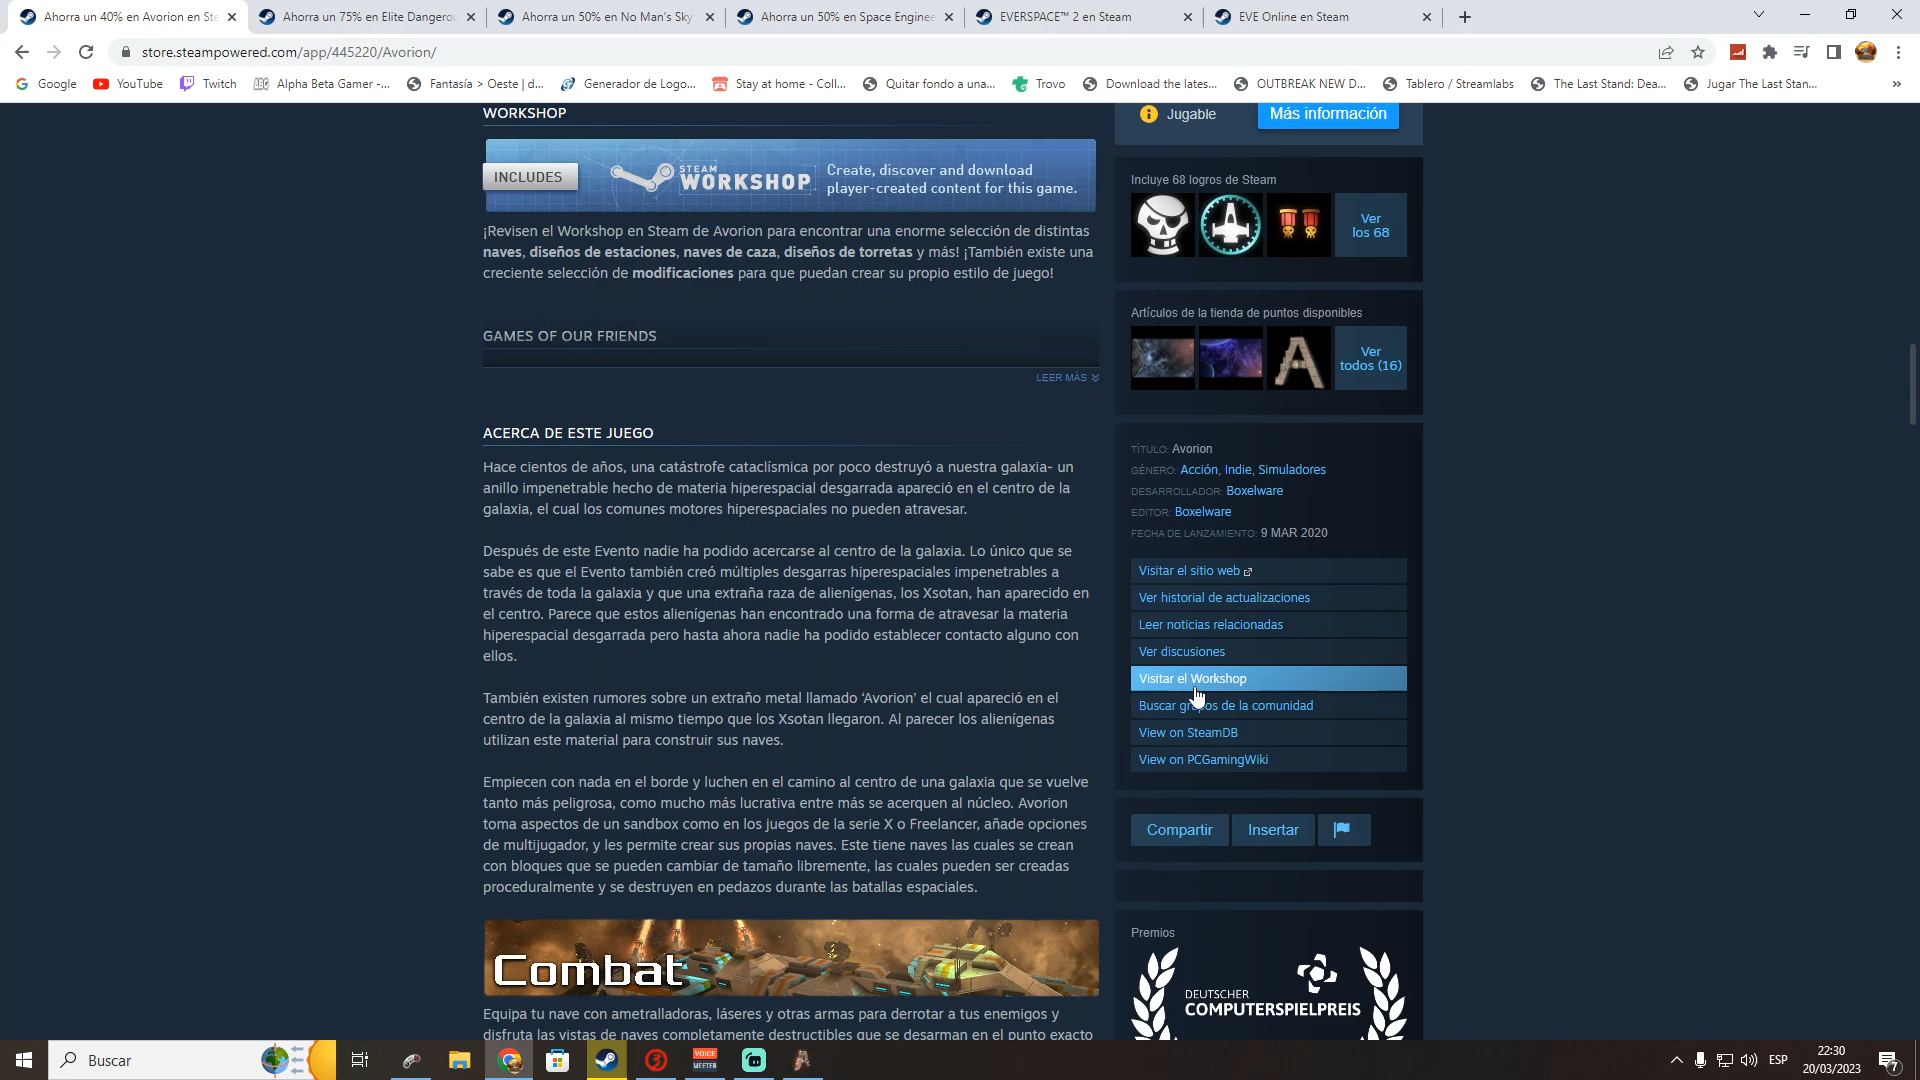 Ahorra un 40% en Avorion en Ste
Ahorra un 75% en Elite Dangerou
Ahorra un 50% en No Man's Sky
Ahorra un 50% en Space Enginee
EVERSPACE™ 2 en Steam
EVE Online en Steam
store.steampowered.com/app/445220/Avorion/
Google
YouTube
Twitch
Alpha Beta Gamer -...
Fantasía > Oeste | d...
Generador de Logo...
Stay at home - Coll...
Quitar fondo a una...
Trovo
Download the lates...
OUTBREAK NEW D...
Tablero / Streamlabs
The Last Stand: Dea...
Jugar The Last Stan...
WORKSHOP
INCLUDES
STEAM
WORKSHOP
Create, discover and download
player-created content for this game.
¡Revisen el Workshop en Steam de Avorion para encontrar una enorme selección de distintas
naves, diseños de estaciones, naves de caza, diseños de torretas y más! ¡También existe una
creciente selección de modificaciones para que puedan crear su propio estilo de juego!
GAMES OF OUR FRIENDS
LEER MÁS
ACERCA DE ESTE JUEGO
Hace cientos de años, una catástrofe cataclísmica por poco destruyó a nuestra galaxia- un
anillo impenetrable hecho de materia hiperespacial desgarrada apareció en el centro de la
galaxia, el cual los comunes motores hiperespaciales no pueden atravesar.
Después de este Evento nadie ha podido acercarse al centro de la galaxia. Lo único que se
sabe es que el Evento también creó múltiples desgarras hiperespaciales impenetrables a
través de toda la galaxia y que una extraña raza de alienígenas, los Xsotan, han aparecido en
el centro. Parece que estos alienígenas han encontrado una forma de atravesar la materia
hiperespacial desgarrada pero hasta ahora nadie ha podido establecer contacto alguno con
ellos.
También existen rumores sobre un extraño metal llamado ‘Avorion’ el cual apareció en el
centro de la galaxia al mismo tiempo que los Xsotan llegaron. Al parecer los alienígenas
utilizan este material para construir sus naves.
Empiecen con nada en el borde y luchen en el camino al centro de una galaxia que se vuelve
tanto más peligrosa, como mucho más lucrativa entre más se acerquen al núcleo. Avorion
toma aspectos de un sandbox como en los juegos de la serie X o Freelancer, añade opciones
de multijugador, y les permite crear sus propias naves. Este tiene naves las cuales se crean
con bloques que se pueden cambiar de tamaño libremente, las cuales pueden ser creadas
proceduralmente y se destruyen en pedazos durante las batallas espaciales.
Combat
Equipa tu nave con ametralladoras, láseres y otras armas para derrotar a tus enemigos y
disfruta las vistas de naves completamente destructibles que se desarman en el punto exacto
Jugable
Más información
Incluye 68 logros de Steam
Ver
los 68
Artículos de la tienda de puntos disponibles
Ver
todos (16)
TÍTULO: Avorion
GÉNERO: Acción, Indie, Simuladores
DESARROLLADOR: Boxelware
EDITOR: Boxelware
FECHA DE LANZAMIENTO: 9 MAR 2020
Visitar el sitio web
Ver historial de actualizaciones
Leer noticias relacionadas
Ver discusiones
Visitar el Workshop
Buscar grupos de la comunidad
View on SteamDB
View on PCGamingWiki
Compartir
Insertar
Premios
DEUTSCHER
COMPUTERSPIELPREIS
Buscar
VOICE
MEETER
ESP
22:30
20/03/2023
7